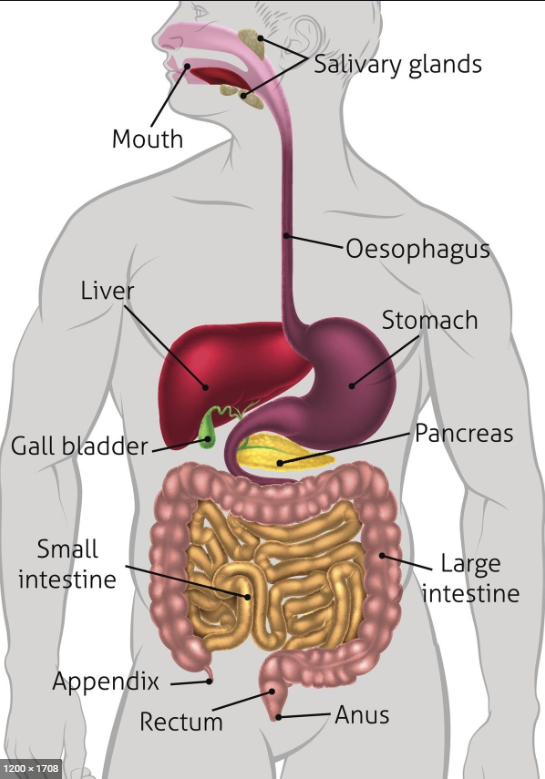 Salivary glands
Mouth
Oesophagus
Liver
Stomach
Gall bladder
Pancreas
Small
intestine
Large
intestine
Appendix
Rectum
Anus
1200 × 1708